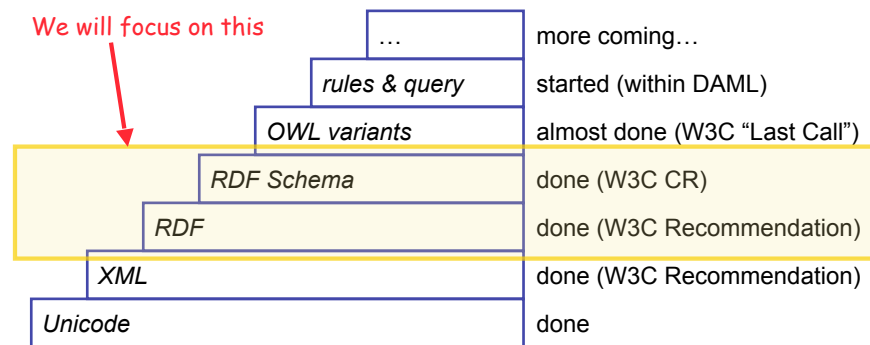 We will focus on this
… more coming…
rules & query started (within DAML)
OWL variants almost done (W3C “Last Call”)
RDF Schema done (W3C CR)
RDF done (W3C Recommendation)
XML done (W3C Recommendation)
Unicode done